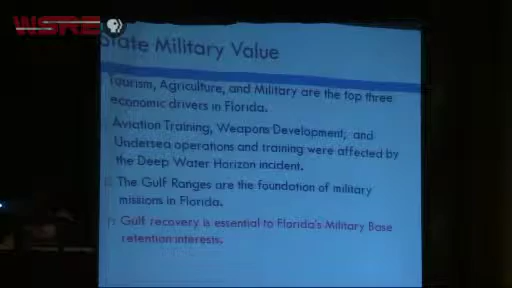 WSRE PBS
State Military Value
Tourism, Agriculture, and Military are the top three
economic drivers in Florida.
Aviation Training, Weapons Development, and
Undersea operations and training were affected by
the Deep Water Horizon incident.
The Gulf Ranges are the foundation of military
missions in Florida.
Gulf recovery is essential to Florida's Military Base
retention interests.